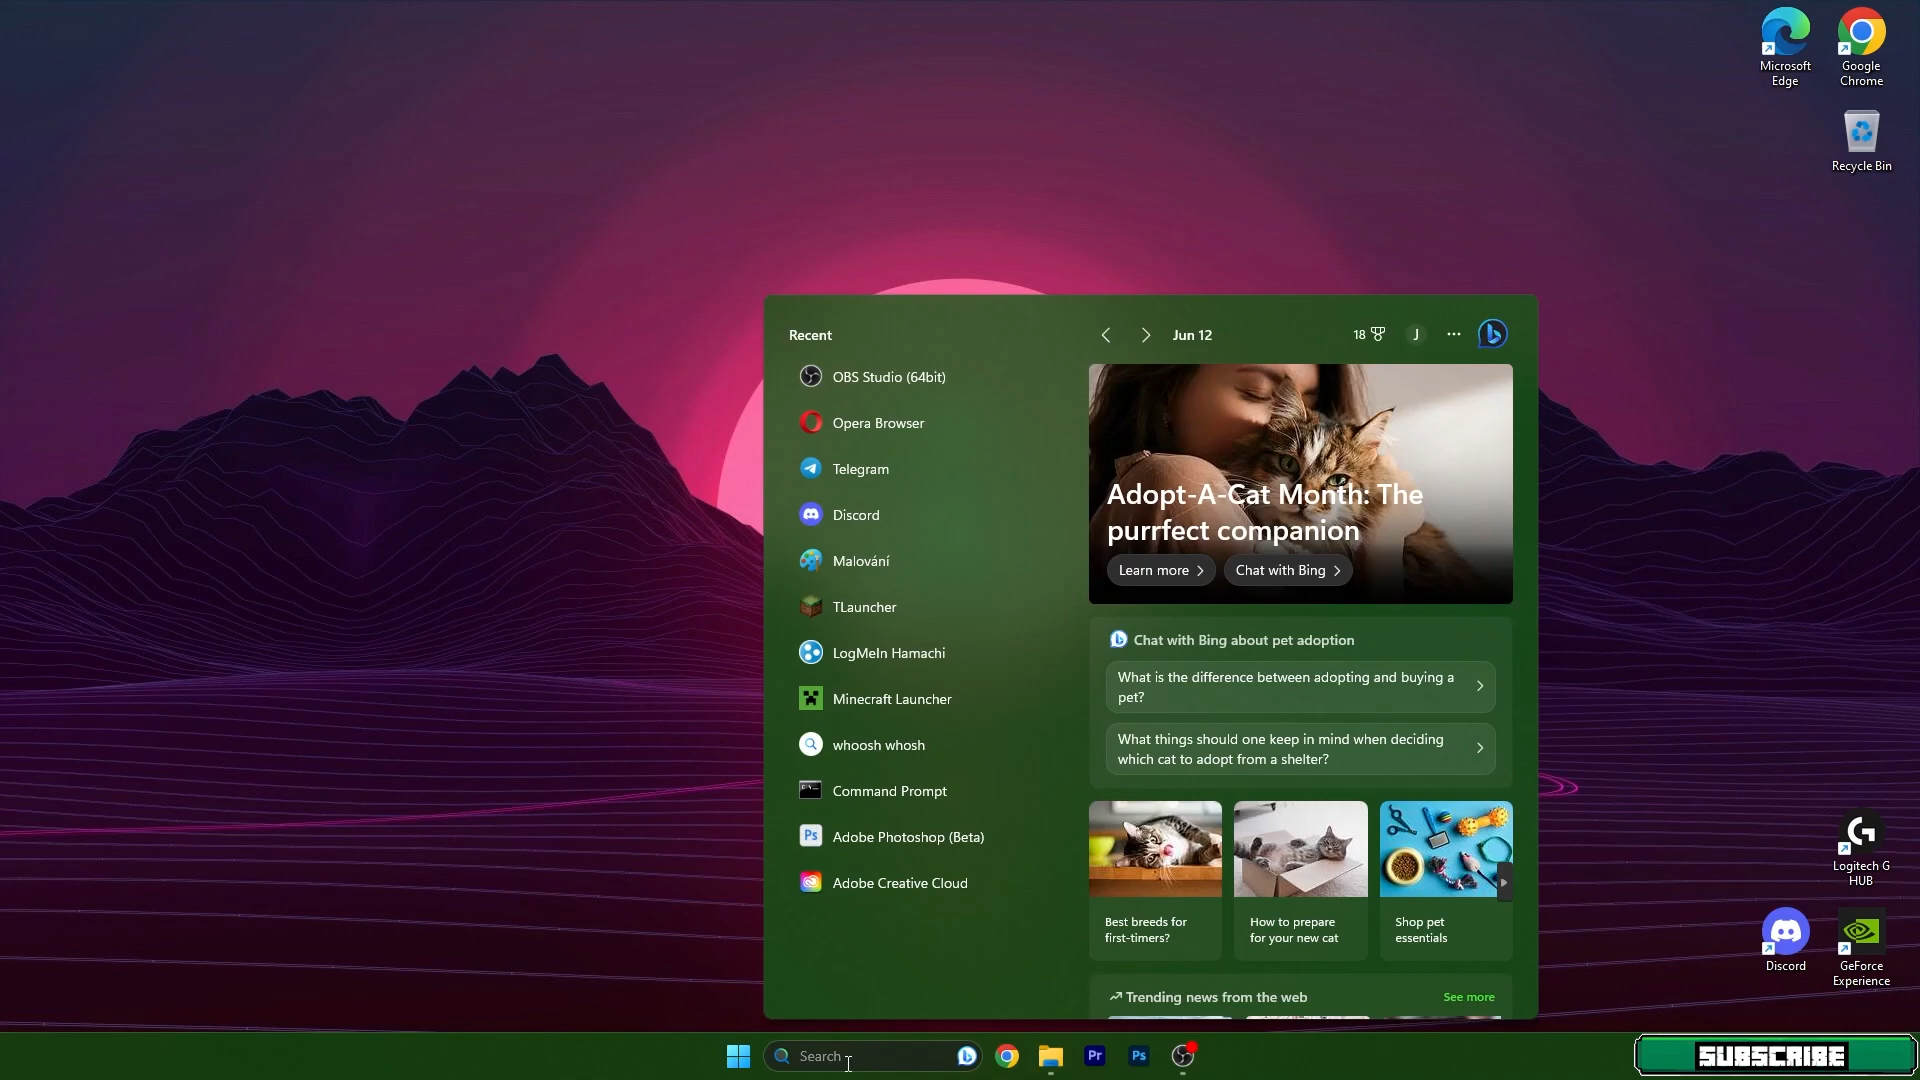 Microsoft
Edge
Google
Chrome
Recycle Bin
Recent
OBS Studio (64bit)
Opera Browser
Telegram
Discord
Malování
TLauncher
LogMeIn Hamachi
Minecraft Launcher
whoosh whosh
Command Prompt
Ps
Adobe Photoshop (Beta)
Adobe Creative Cloud
Jun 12
18
J
Adopt-A-Cat Month: The
purrfect companion
Learn more
Chat with Bing
Chat with Bing about pet adoption
What is the difference between adopting and buying a
pet?
What things should one keep in mind when deciding
which cat to adopt from a shelter?
Best breeds for
first-timers?
How to prepare
for your new cat
Shop pet
essentials
Trending news from the web
See more
Logitech G
HUB
Discord
GeForce
Experience
Search
Pr
Ps
SUBSCRIBE